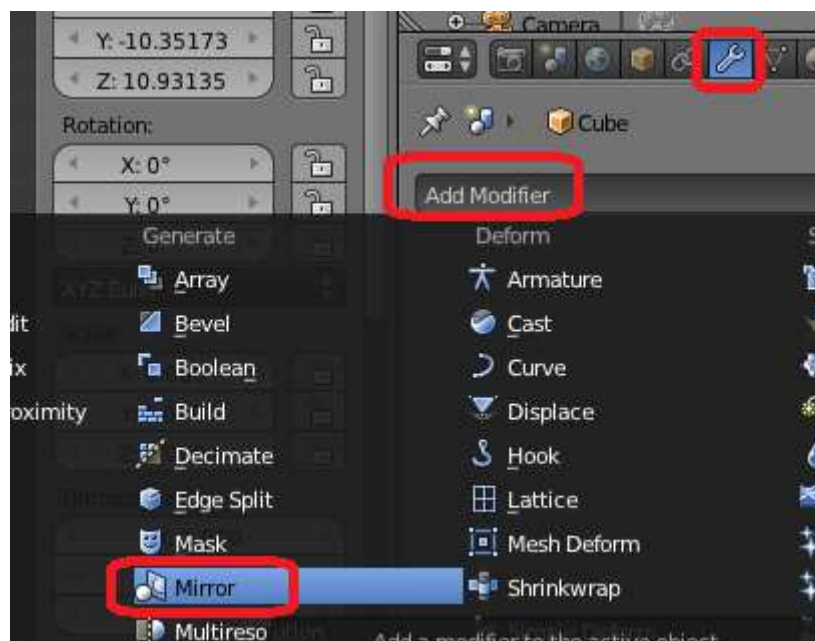 Camera
Y: -10.35173
Z: 10.93135
Rotation:
Cube
X: 0°
Add Modifier
Y: 0°
Generate
Deform
S
Array
Armature
dit
Bevel
Cast
ix
Boolean
Curve
oximity
Build
Displace
Decimate
Hook
Edge Split
Lattice
Mask
Mesh Deform
Mirror
Shrinkwrap
Multireso
Add a modifier to the active object